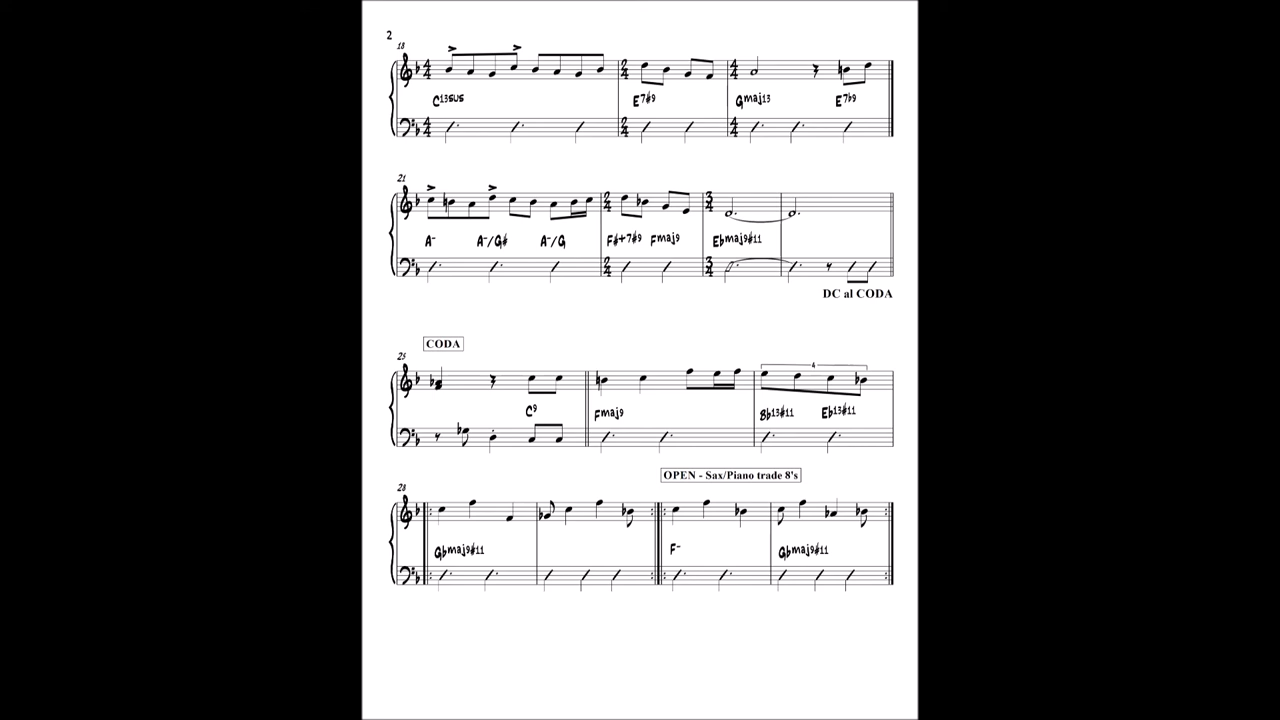 2
18
C13sus E7#9 Gmaj13 E7b9
21
A- A-/G# A-/G F#+7#9 Fmaj9 Ebmaj9#11
DC al CODA
CODA
25
4
C9 Fmaj9 Bb13#11 Eb13#11
OPEN - Sax/Piano trade 8's
28
Gbmaj9#11 F- Gbmaj9#11